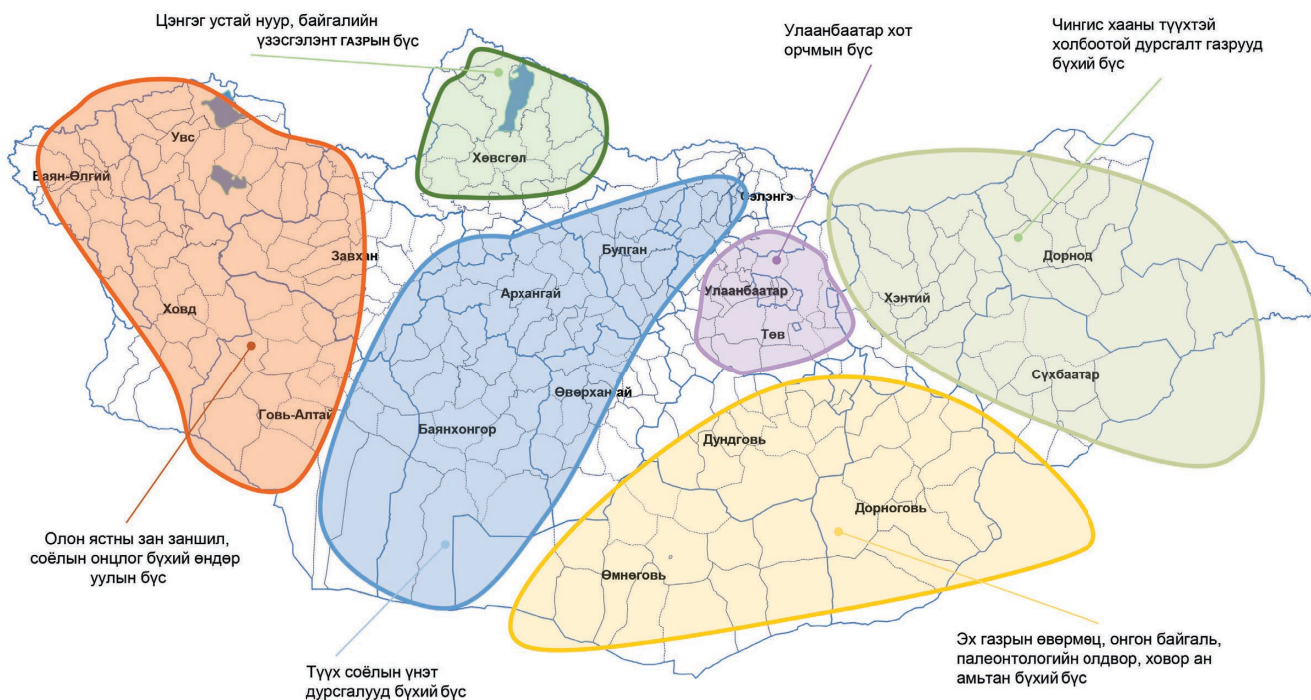 Цэнгэг устай нуур, байгалийн
үзэсгэлэнт ГАЗРЫН бүс
Улаанбаатар хот
орчмын бүс
Чингис хааны түүхтэй
холбоотой дурсгалт газрууд
бүхий бүс
Увс
Баян-Өлгий
Хөвсгөл
Завхан
Ховд
Говь-Алтай
Сэлэнгэ
Булган
Архангай
Өвөрхангай
Баянхонгор
Улаанбаатар
Төв
Дорнод
Хэнтий
Сүхбаатар
Дундговь
Дорноговь
Өмнөговь
Олон ястны зан заншил,
соёлын онцлог бүхий өндөр
уулын бүс
Түүх соёлын үнэт
дурсгалууд бүхий бүс
Эх газрын өвөрмөц, онгон байгаль,
палеонтологийн олдвор, ховор ан
амьтан бүхий бүс